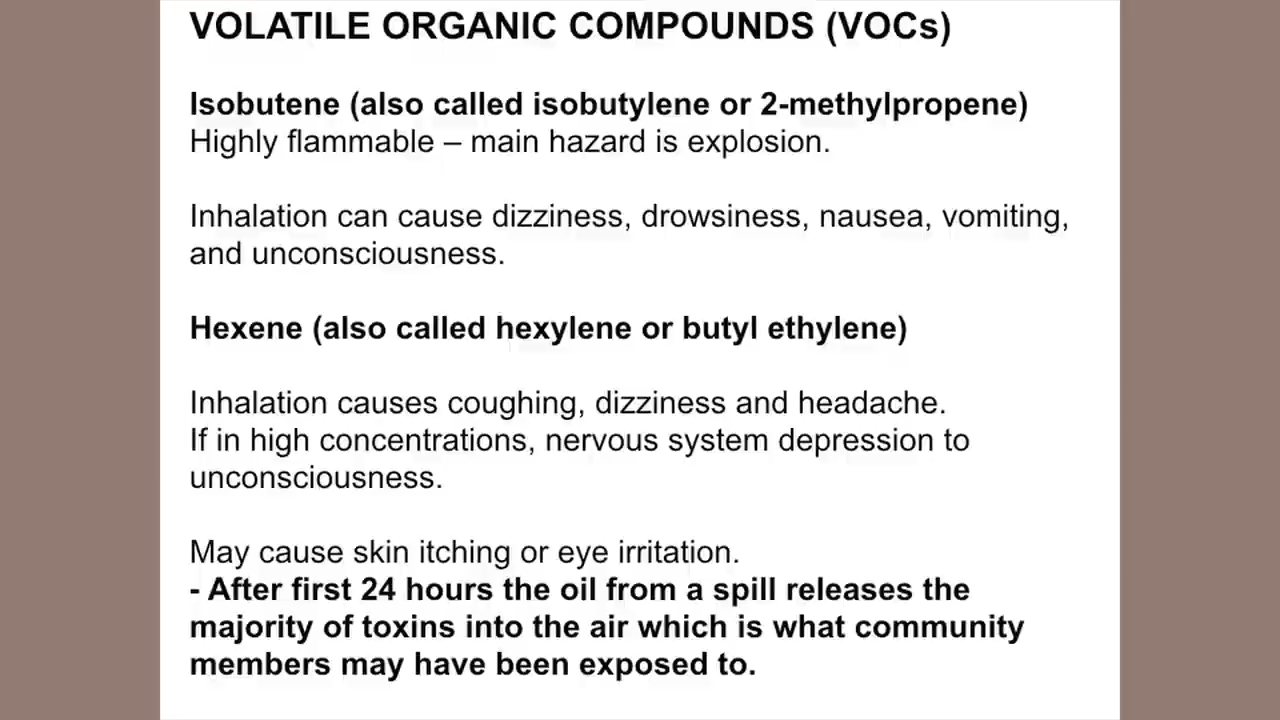 VOLATILE ORGANIC COMPOUNDS (VOCs)
Isobutene (also called isobutylene or 2-methylpropene)
Highly flammable – main hazard is explosion.
Inhalation can cause dizziness, drowsiness, nausea, vomiting,
and unconsciousness.
Hexene (also called hexylene or butyl ethylene)
Inhalation causes coughing, dizziness and headache.
If in high concentrations, nervous system depression to
unconsciousness.
May cause skin itching or eye irritation.
- After first 24 hours the oil from a spill releases the
majority of toxins into the air which is what community
members may have been exposed to.